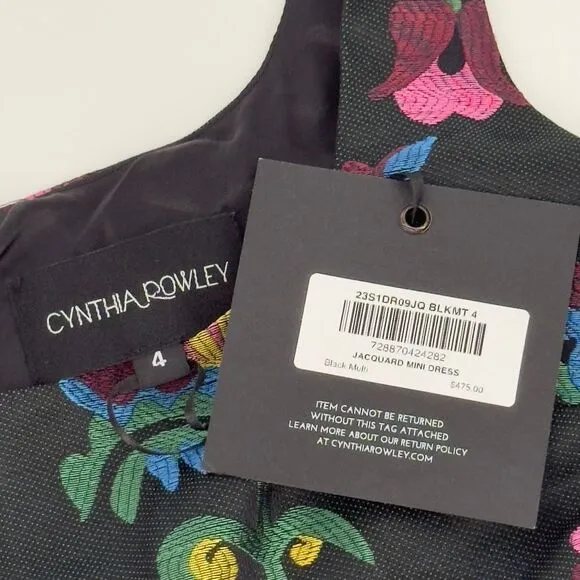 CYNTHIA ROWLEY
4
23S1DR09JQ BLKMT 4
728870424282
JACQUARD MINI DRESS
Black Multi
$475.00
ITEM CANNOT BE RETURNED
WITHOUT THIS TAG ATTACHED
LEARN MORE ABOUT OUR RETURN POLICY
AT CYNTHIAROWLEY.COM